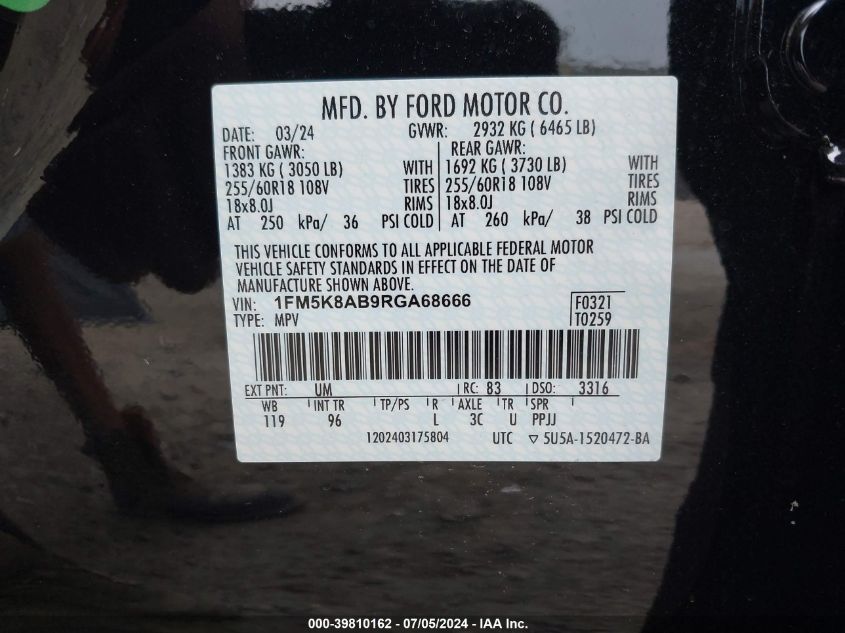 MFD. BY FORD MOTOR CO.
DATE: 03/24 GVWR: 2932 KG ( 6465 LB)
FRONT GAWR: REAR GAWR:
1383 KG ( 3050 LB) WITH 1692 KG ( 3730 LB) WITH
255/60R18 108V TIRES 255/60R18 108V TIRES
18x8.0J RIMS 18x8.0J RIMS
AT 250 kPa/ 36 PSI COLD AT 260 kPa/ 38 PSI COLD
THIS VEHICLE CONFORMS TO ALL APPLICABLE FEDERAL MOTOR
VEHICLE SAFETY STANDARDS IN EFFECT ON THE DATE OF
MANUFACTURE SHOWN ABOVE.
VIN: 1FM5K8AB9RGA68666 F0321
TYPE: MPV T0259
EXT PNT: UM RC: 83 DSO: 3316
WB INT TR TP/PS R AXLE TR SPR
119 96 L 3C U PPJJ
1202403175804 UTC ▽ 5U5A-1520472-BA
000-39810162 - 07/05/2024 - IAA Inc.